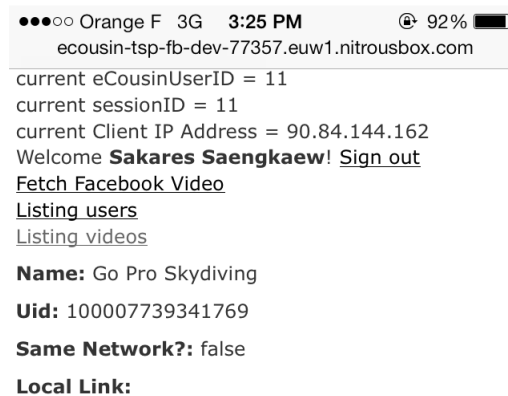 Orange F 3G 3:25 PM 92%
ecousin-tsp-fb-dev-77357.euw1.nitrousbox.com
current eCousinUserID = 11
current sessionID = 11
current Client IP Address = 90.84.144.162
Welcome Sakares Saengkaew! Sign out
Fetch Facebook Video
Listing users
Listing videos
Name: Go Pro Skydiving
Uid: 100007739341769
Same Network?: false
Local Link: